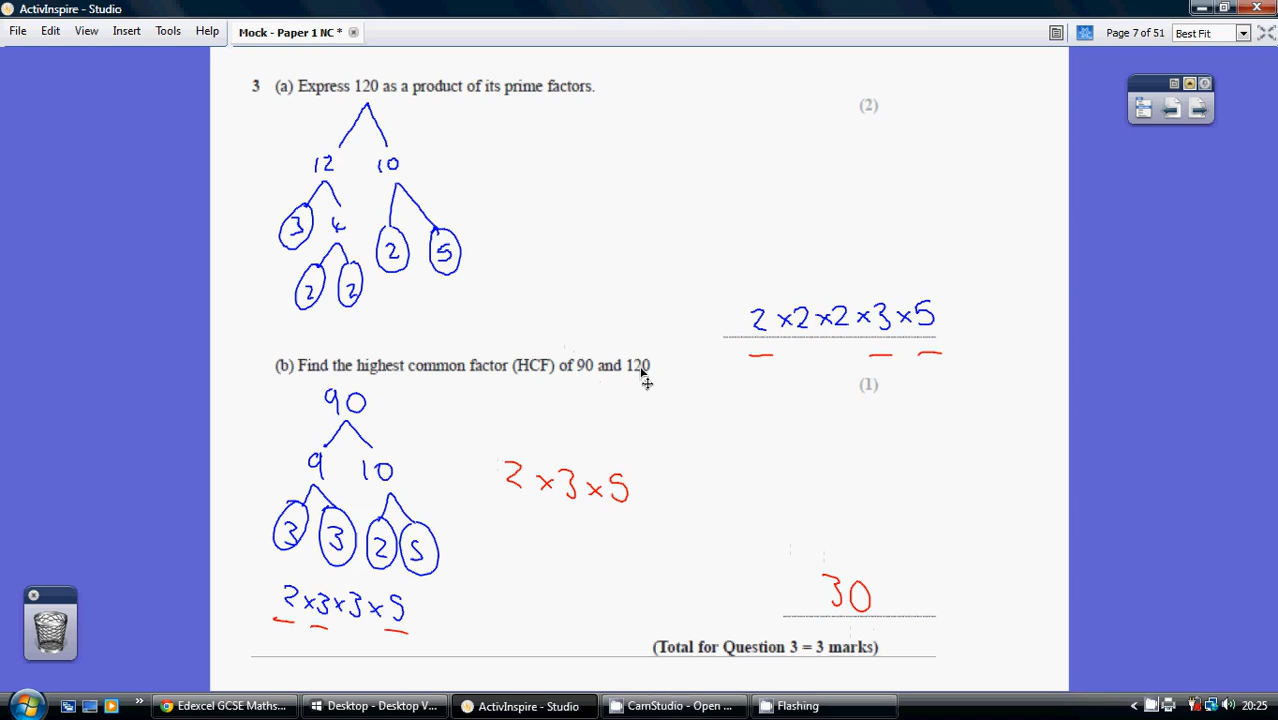 ActivInspire - Studio
File Edit View Insert Tools Help Mock - Paper 1 NC * Page 7 of 51 Best Fit
3 (a) Express 120 as a product of its prime factors.
(2)
12 10
3 4 2 5
2 2
2 × 2 × 2 × 3 × 5
(b) Find the highest common factor (HCF) of 90 and 120
(1)
90
9 10
2 × 3 × 5
3 3 2 5
2 × 3 × 3 × 5
30
(Total for Question 3 = 3 marks)
Edexcel GCSE Maths... Desktop - Desktop V... ActivInspire - Studio CamStudio - Open ... Flashing 20:25